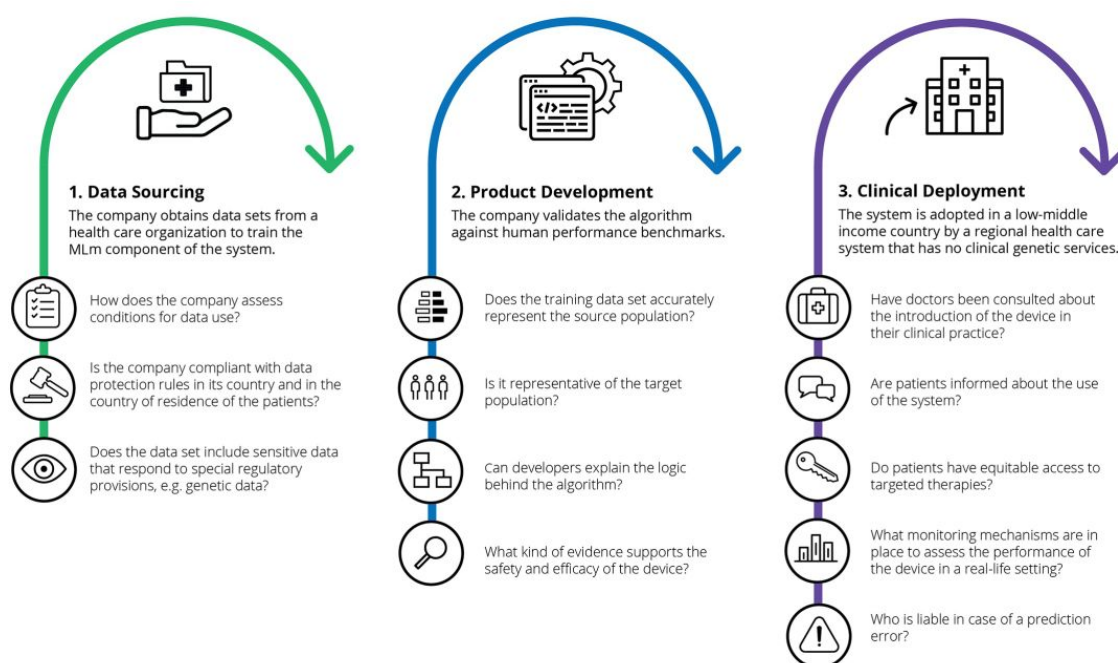 1. Data Sourcing
The company obtains data sets from a
health care organization to train the
MLm component of the system.
How does the company assess
conditions for data use?
Is the company compliant with data
protection rules in its country and in the
country of residence of the patients?
Does the data set include sensitive data
that respond to special regulatory
provisions, e.g. genetic data?
</>
2. Product Development
The company validates the algorithm
against human performance benchmarks.
Does the training data set accurately
represent the source population?
Is it representative of the target
population?
Can developers explain the logic
behind the algorithm?
What kind of evidence supports the
safety and efficacy of the device?
3. Clinical Deployment
The system is adopted in a low-middle
income country by a regional health care
system that has no clinical genetic services.
Have doctors been consulted about
the introduction of the device in
their clinical practice?
Are patients informed about the use
of the system?
Do patients have equitable access to
targeted therapies?
What monitoring mechanisms are in
place to assess the performance of
the device in a real-life setting?
Who is liable in case of a prediction
error?